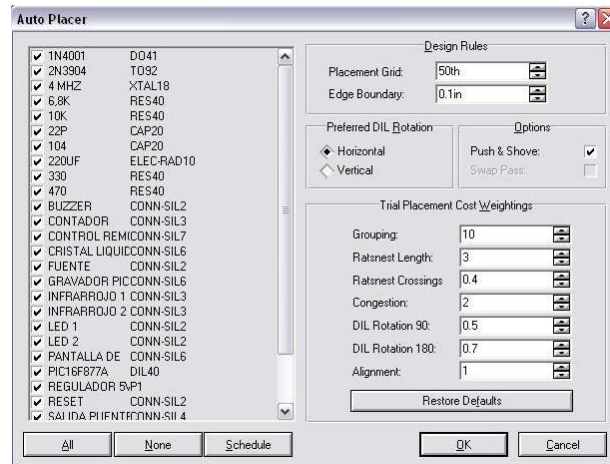 Auto Placer
1N4001 DO41
2N3904 TO92
4 MHZ XTAL18
6,8K RES40
10K RES40
22P CAP20
104 CAP20
220UF ELEC-RAD10
330 RES40
470 RES40
BUZZER CONN-SIL2
CONTADOR CONN-SIL3
CONTROL REM(CONN-SIL7
CRISTAL LIQUIDCONN-SIL6
FUENTE CONN-SIL2
GRAVADOR PICCONN-SIL6
INFRARROJO 1 CONN-SIL3
INFRARROJO 2 CONN-SIL3
LED 1 CONN-SIL2
LED 2 CONN-SIL2
PANTALLA DE CONN-SIL6
PIC16F877A DIL40
REGULADOR 5VP1
RESET CONN-SIL2
SALIDA PUENTECONN-SIL4
All
None
Schedule
Design Rules
Placement Grid: 50th
Edge Boundary: 0.1in
Preferred DIL Rotation
Horizontal
Vertical
Options
Push & Shove:
Swap Pass:
Trial Placement Cost Weightings
Grouping: 10
Ratsnest Length: 3
Ratsnest Crossings 0.4
Congestion: 2
DIL Rotation 90: 0.5
DIL Rotation 180: 0.7
Alignment: 1
Restore Defaults
OK
Cancel